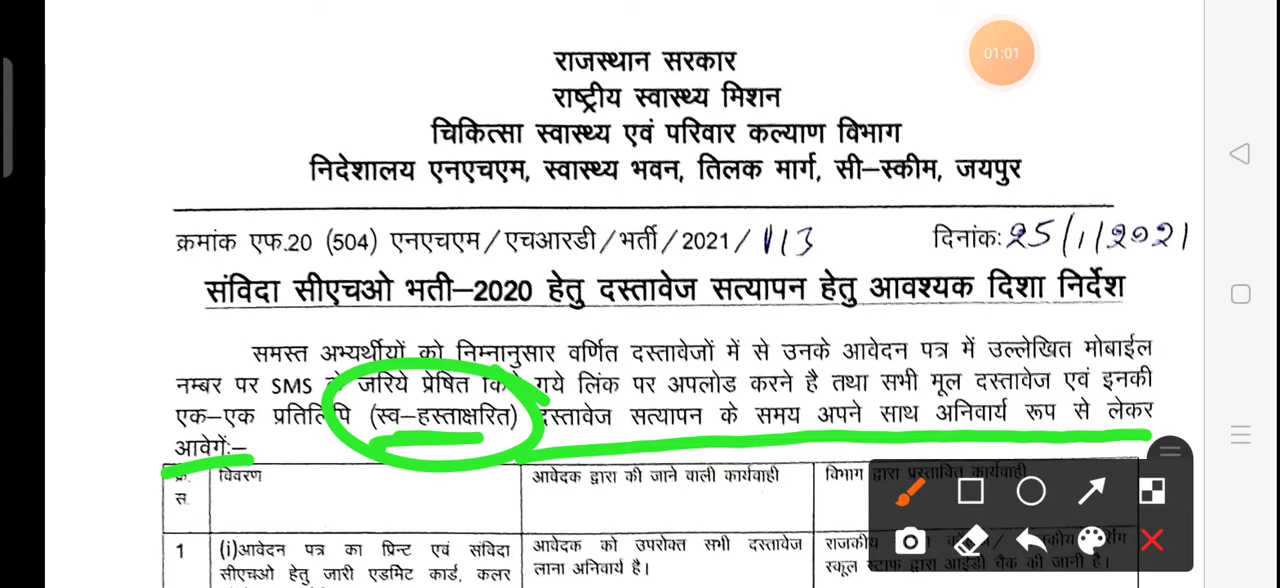 01:01
राजस्थान सरकार
राष्ट्रीय स्वास्थ्य मिशन
चिकित्सा स्वास्थ्य एवं परिवार कल्याण विभाग
निदेशालय एनएचएम, स्वास्थ्य भवन, तिलक मार्ग, सी–स्कीम, जयपुर
क्रमांक एफ.20 (504) एनएचएम/एचआरडी/भर्ती/2021/113 दिनांक: 25/1/2021
संविदा सीएचओ भर्ती–2020 हेतु दस्तावेज सत्यापन हेतु आवश्यक दिशा निर्देश
समस्त अभ्यर्थीयों को निम्नानुसार वर्णित दस्तावेजों में से उनके आवेदन पत्र में उल्लेखित मोबाईल
नम्बर पर SMS के जरिये प्रेषित किये गये लिंक पर अपलोड करने है तथा सभी मूल दस्तावेज एवं इनकी
एक–एक प्रतिलिपि (स्व–हस्ताक्षरित) दस्तावेज सत्यापन के समय अपने साथ अनिवार्य रूप से लेकर
आवेगें:–
क्र. स. विवरण आवेदक द्वारा की जाने वाली कार्यवाही विभाग द्वारा प्रस्तावित कार्यवाही
1 (i)आवेदन पत्र का प्रिन्ट एवं संविदा आवेदक को उपरोक्त सभी दस्तावेज राजकीय
सीएचओ हेतु जारी एडमिट कार्ड, कलर लाना अनिवार्य है। स्कूल स्टाफ द्वारा आईडी चैक की जानी है।